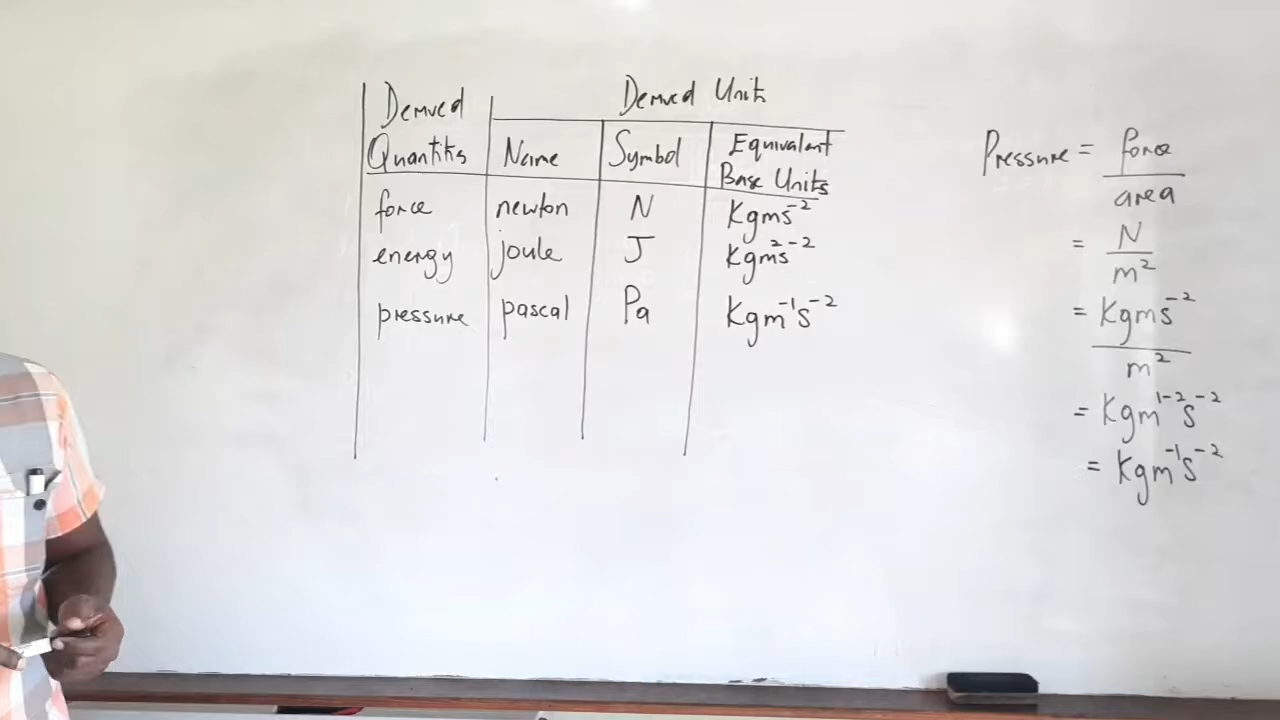 Derived Quantities | Derived Units
Name | Symbol | Equivalent Base Units
force | newton | N | Kgms⁻²
energy | joule | J | Kgm²s⁻²
pressure | pascal | Pa | Kgm⁻¹s⁻²
Pressure = force / area
= N / m²
= Kgms⁻² / m²
= Kgm¹⁻²s⁻²
= Kgm⁻¹s⁻²